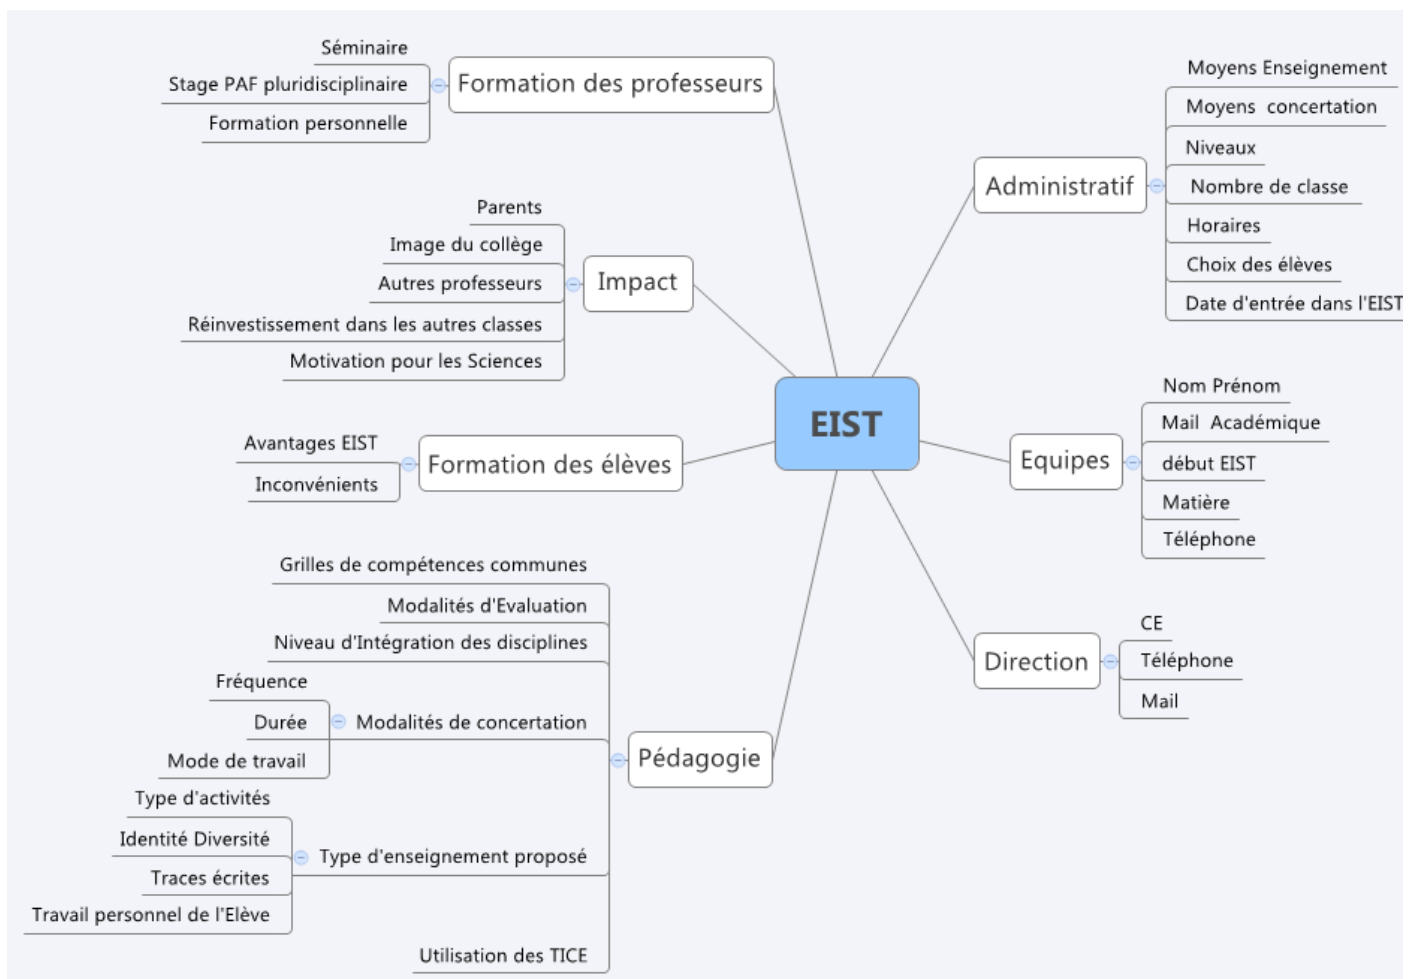 Séminaire
Stage PAF pluridisciplinaire
Formation personnelle
Formation des professeurs
Parents
Image du collège
Autres professeurs
Réinvestissement dans les autres classes
Motivation pour les Sciences
Impact
Avantages EIST
Inconvénients
Formation des élèves
Grilles de compétences communes
Modalités d'Evaluation
Niveau d'Intégration des disciplines
Fréquence
Durée
Mode de travail
Modalités de concertation
Type d'activités
Identité Diversité
Traces écrites
Travail personnel de l'Elève
Type d'enseignement proposé
Utilisation des TICE
Pédagogie
EIST
Administratif
Moyens Enseignement
Moyens concertation
Niveaux
Nombre de classe
Horaires
Choix des élèves
Date d'entrée dans l'EIST
Equipes
Nom Prénom
Mail Académique
début EIST
Matière
Téléphone
Direction
CE
Téléphone
Mail